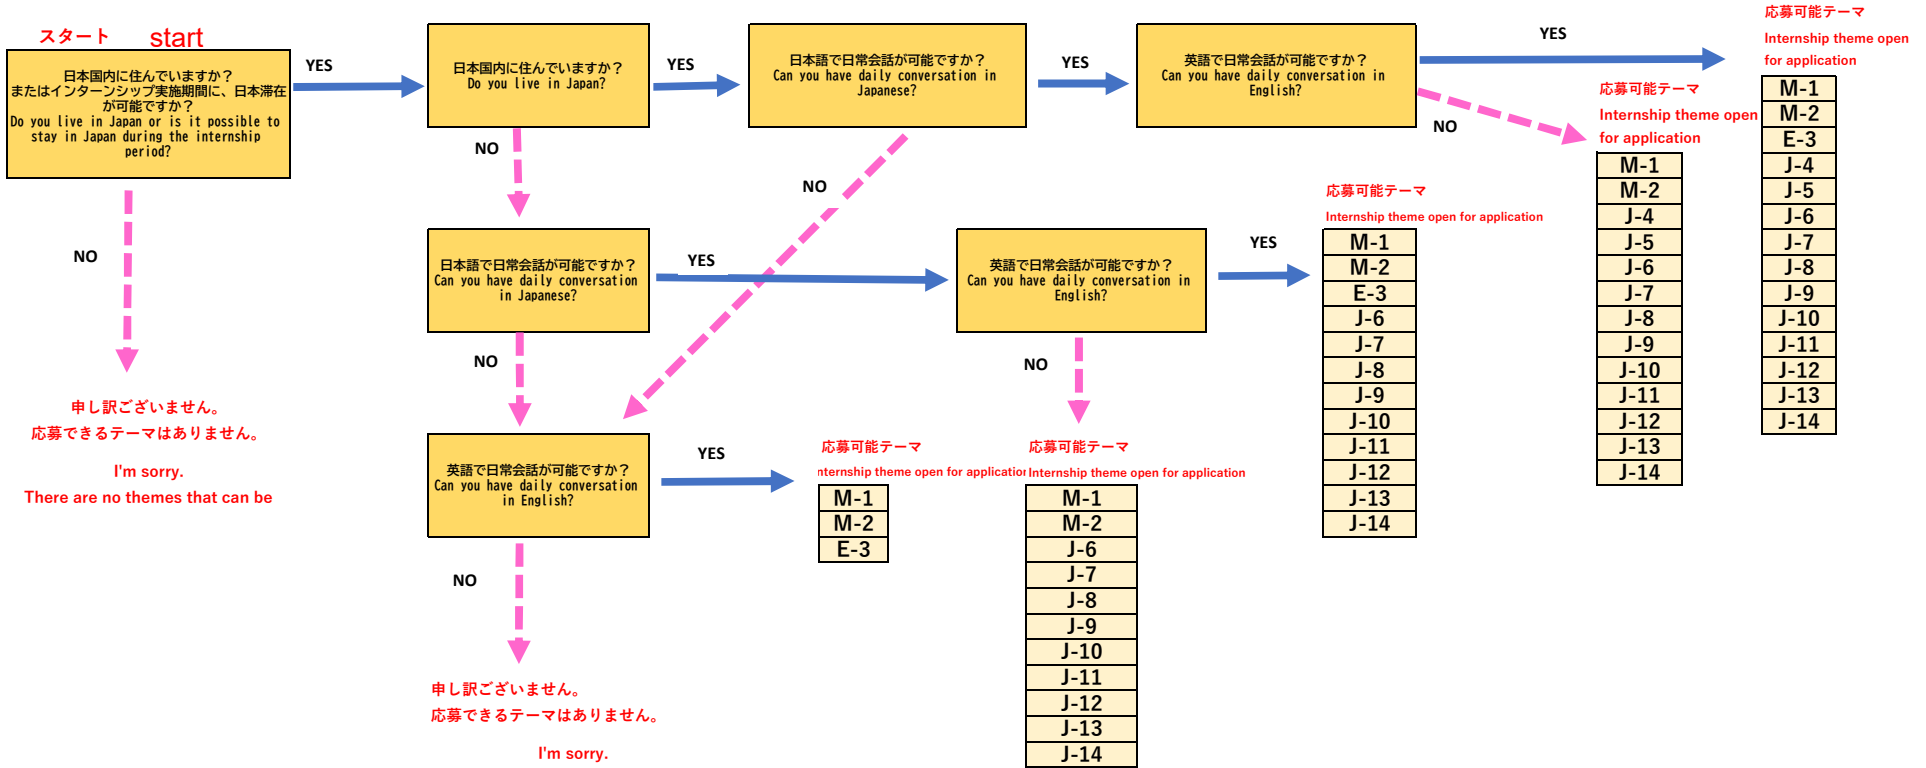 スタート start
日本国内に住んでいますか？
またはインターンシップ実施期間に、日本滞在
が可能ですか？
Do you live in Japan or is it possible to
stay in Japan during the internship
period?
YES
NO
申し訳ございません。
応募できるテーマはありません。
I'm sorry.
There are no themes that can be
日本国内に住んでいますか？
Do you live in Japan?
YES
NO
日本語で日常会話が可能ですか？
Can you have daily conversation in
Japanese?
YES
NO
英語で日常会話が可能ですか？
Can you have daily conversation in
English?
YES
NO
応募可能テーマ
Internship theme open
for application
M-1
M-2
E-3
J-4
J-5
J-6
J-7
J-8
J-9
J-10
J-11
J-12
J-13
J-14
応募可能テーマ
Internship theme open
for application
M-1
M-2
J-4
J-5
J-6
J-7
J-8
J-9
J-10
J-11
J-12
J-13
J-14
日本語で日常会話が可能ですか？
Can you have daily conversation
in Japanese?
YES
NO
英語で日常会話が可能ですか？
Can you have daily conversation in
English?
YES
NO
応募可能テーマ
Internship theme open for application
M-1
M-2
E-3
J-6
J-7
J-8
J-9
J-10
J-11
J-12
J-13
J-14
英語で日常会話が可能ですか？
Can you have daily conversation
in English?
YES
NO
応募可能テーマ
nternship theme open for application
M-1
M-2
E-3
応募可能テーマ
Internship theme open for application
M-1
M-2
J-6
J-7
J-8
J-9
J-10
J-11
J-12
J-13
J-14
申し訳ございません。
応募できるテーマはありません。
I'm sorry.